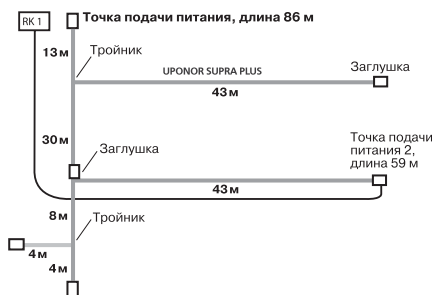 RK 1
Точка подачи питания, длина 86 м
13 м
Тройник
UPONOR SUPRA PLUS
Заглушка
43 м
30 м
Заглушка
Точка подачи
питания 2,
длина 59 м
43 м
8 м
Тройник
4 м
4 м